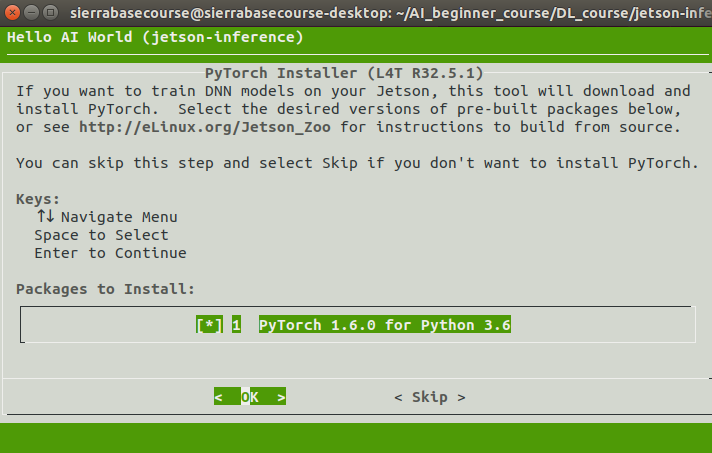 sierrabasecourse@sierrabasecourse-desktop: ~/AI_beginner_course/DL_course/jetson-infe
Hello AI World (jetson-inference)
PyTorch Installer (L4T R32.5.1)
If you want to train DNN models on your Jetson, this tool will download and
install PyTorch.  Select the desired versions of pre-built packages below,
or see http://eLinux.org/Jetson_Zoo for instructions to build from source.
You can skip this step and select Skip if you don't want to install PyTorch.
Keys:
↑↓ Navigate Menu
Space to Select
Enter to Continue
Packages to Install:
[*] 1  PyTorch 1.6.0 for Python 3.6
<  OK  > < Skip >